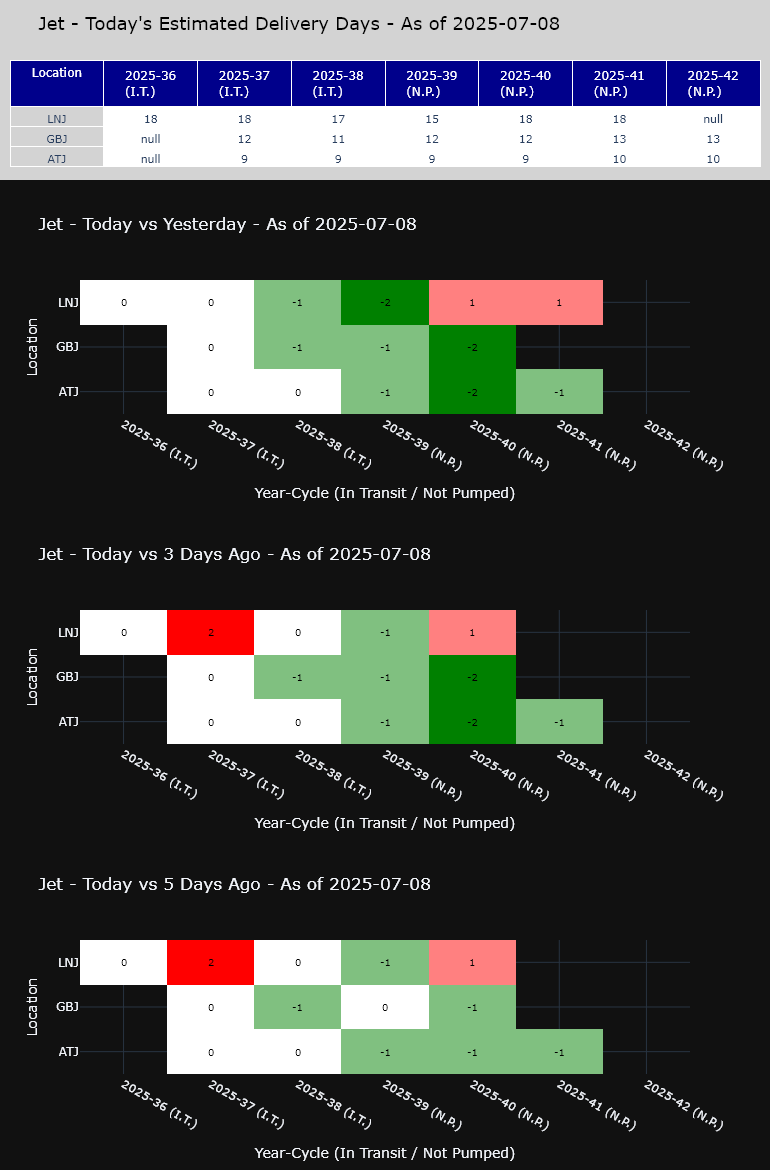 Jet - Today's Estimated Delivery Days - As of 2025-07-08
Location 2025-36 2025-37 2025-38 2025-39 2025-40 2025-41 2025-42
(I.T.) (I.T.) (I.T.) (N.P.) (N.P.) (N.P.) (N.P.)
LNJ 18 18 17 15 18 18 null
GBJ null 12 11 12 12 13 13
ATJ null 9 9 9 9 10 10
Jet - Today vs Yesterday - As of 2025-07-08
LNJ 0 0 -1 -2 1 1
GBJ 0 -1 -1 -2
ATJ 0 0 -1 -2 -1
Location
2025-36 (I.T.) 2025-37 (I.T.) 2025-38 (I.T.) 2025-39 (N.P.) 2025-40 (N.P.) 2025-41 (N.P.) 2025-42 (N.P.)
Year-Cycle (In Transit / Not Pumped)
Jet - Today vs 3 Days Ago - As of 2025-07-08
LNJ 0 2 0 -1 1
GBJ 0 -1 -1 -2
ATJ 0 0 -1 -2 -1
Location
2025-36 (I.T.) 2025-37 (I.T.) 2025-38 (I.T.) 2025-39 (N.P.) 2025-40 (N.P.) 2025-41 (N.P.) 2025-42 (N.P.)
Year-Cycle (In Transit / Not Pumped)
Jet - Today vs 5 Days Ago - As of 2025-07-08
LNJ 0 2 0 -1 1
GBJ 0 -1 0 -1
ATJ 0 0 -1 -1 -1
Location
2025-36 (I.T.) 2025-37 (I.T.) 2025-38 (I.T.) 2025-39 (N.P.) 2025-40 (N.P.) 2025-41 (N.P.) 2025-42 (N.P.)
Year-Cycle (In Transit / Not Pumped)